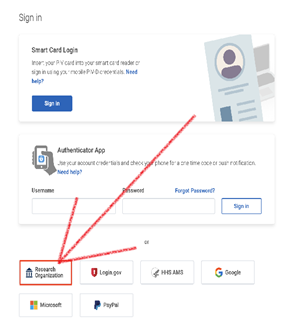 Sign in
Smart Card Login
Insert your PIV card into your smart card reader or
sign in using your mobile PIV-D credentials. Need
help?
Sign in
Authenticator App
Use your account credentials and check your phone for a one time code or push notification.
Need help?
Username Password Forgot Password?
Sign in
or
Research
Organization
Login.gov
HHS AMS
Google
Microsoft
PayPal